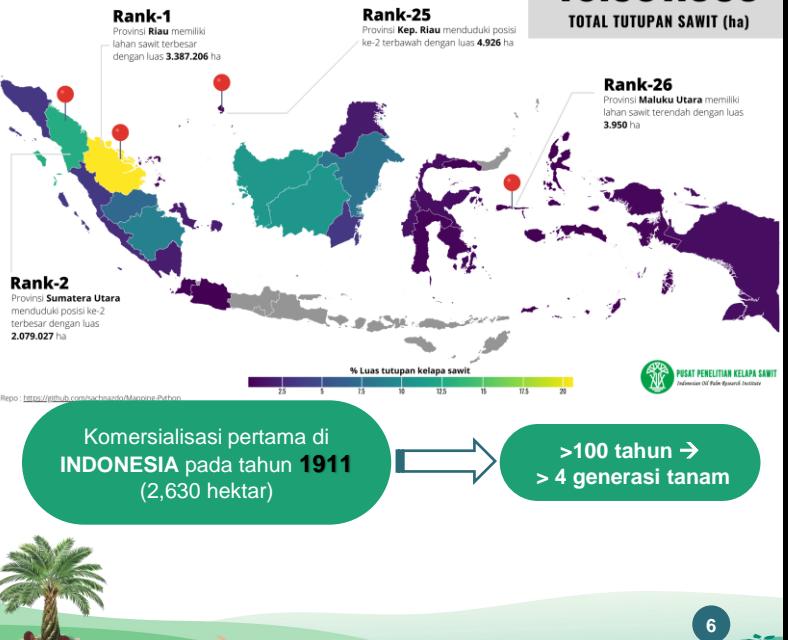 TOTAL TUTUPAN SAWIT (ha)
Rank-1
Provinsi Riau memiliki
lahan sawit terbesar
dengan luas 3.387.206 ha
Rank-25
Provinsi Kep. Riau menduduki posisi
ke-2 terbawah dengan luas 4.926 ha
Rank-26
Provinsi Maluku Utara memiliki
lahan sawit terendah dengan luas
3.950 ha
Rank-2
Provinsi Sumatera Utara
menduduki posisi ke-2
terbesar dengan luas
2.079.027 ha
% Luas tutupan kelapa sawit
2.5 5 7.5 10 12.5 15 17.5 20
PUSAT PENELITIAN KELAPA SAWIT
Indonesian Oil Palm Research Institute
Repo : https://github.com/sachnazdo/Mapping-Python
Komersialisasi pertama di
INDONESIA pada tahun 1911
(2,630 hektar)
>100 tahun →
> 4 generasi tanam
6